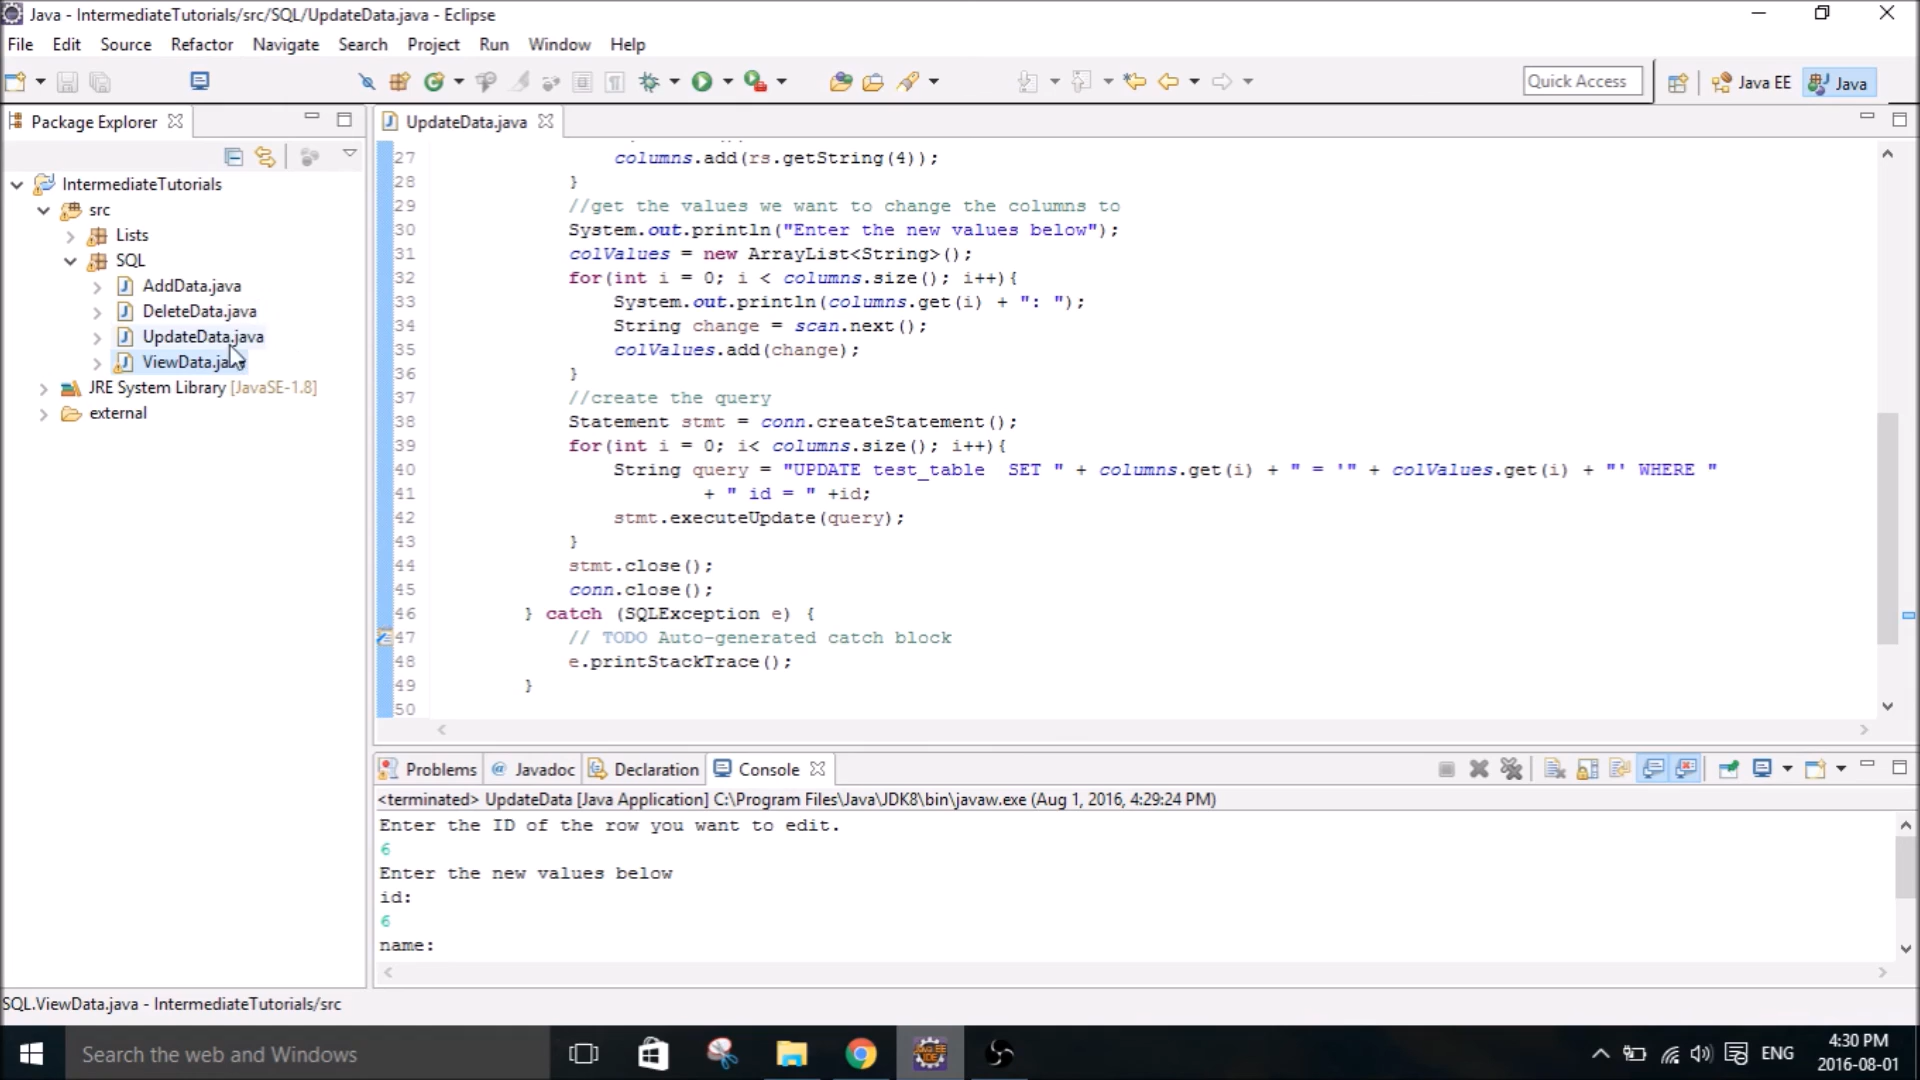 Java - IntermediateTutorials/src/SQL/UpdateData.java - Eclipse
File Edit Source Refactor Navigate Search Project Run Window Help
Quick Access Java EE Java
Package Explorer UpdateData.java
IntermediateTutorials
src
Lists
SQL
AddData.java
DeleteData.java
UpdateData.java
ViewData.java
JRE System Library [JavaSE-1.8]
external
27 columns.add(rs.getString(4));
28 }
29 //get the values we want to change the columns to
30 System.out.println("Enter the new values below");
31 colValues = new ArrayList<String>();
32 for(int i = 0; i < columns.size(); i++){
33 System.out.println(columns.get(i) + ": ");
34 String change = scan.next();
35 colValues.add(change);
36 }
37 //create the query
38 Statement stmt = conn.createStatement();
39 for(int i = 0; i< columns.size(); i++){
40 String query = "UPDATE test_table  SET " + columns.get(i) + " = '" + colValues.get(i) + "' WHERE "
41 + " id = " +id;
42 stmt.executeUpdate(query);
43 }
44 stmt.close();
45 conn.close();
46 } catch (SQLException e) {
47 // TODO Auto-generated catch block
48 e.printStackTrace();
49 }
50
Problems Javadoc Declaration Console
<terminated> UpdateData [Java Application] C:\Program Files\Java\JDK8\bin\javaw.exe (Aug 1, 2016, 4:29:24 PM)
Enter the ID of the row you want to edit.
6
Enter the new values below
id:
6
name:
SQL.ViewData.java - IntermediateTutorials/src
Search the web and Windows
ENG
4:30 PM
2016-08-01